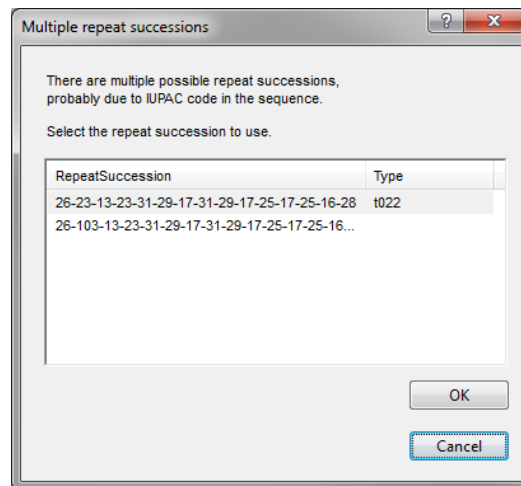 Multiple repeat successions
There are multiple possible repeat successions,
probably due to IUPAC code in the sequence.
Select the repeat succession to use.
RepeatSuccession Type
26-23-13-23-31-29-17-31-29-17-25-17-25-16-28 t022
26-103-13-23-31-29-17-31-29-17-25-17-25-16...
OK
Cancel